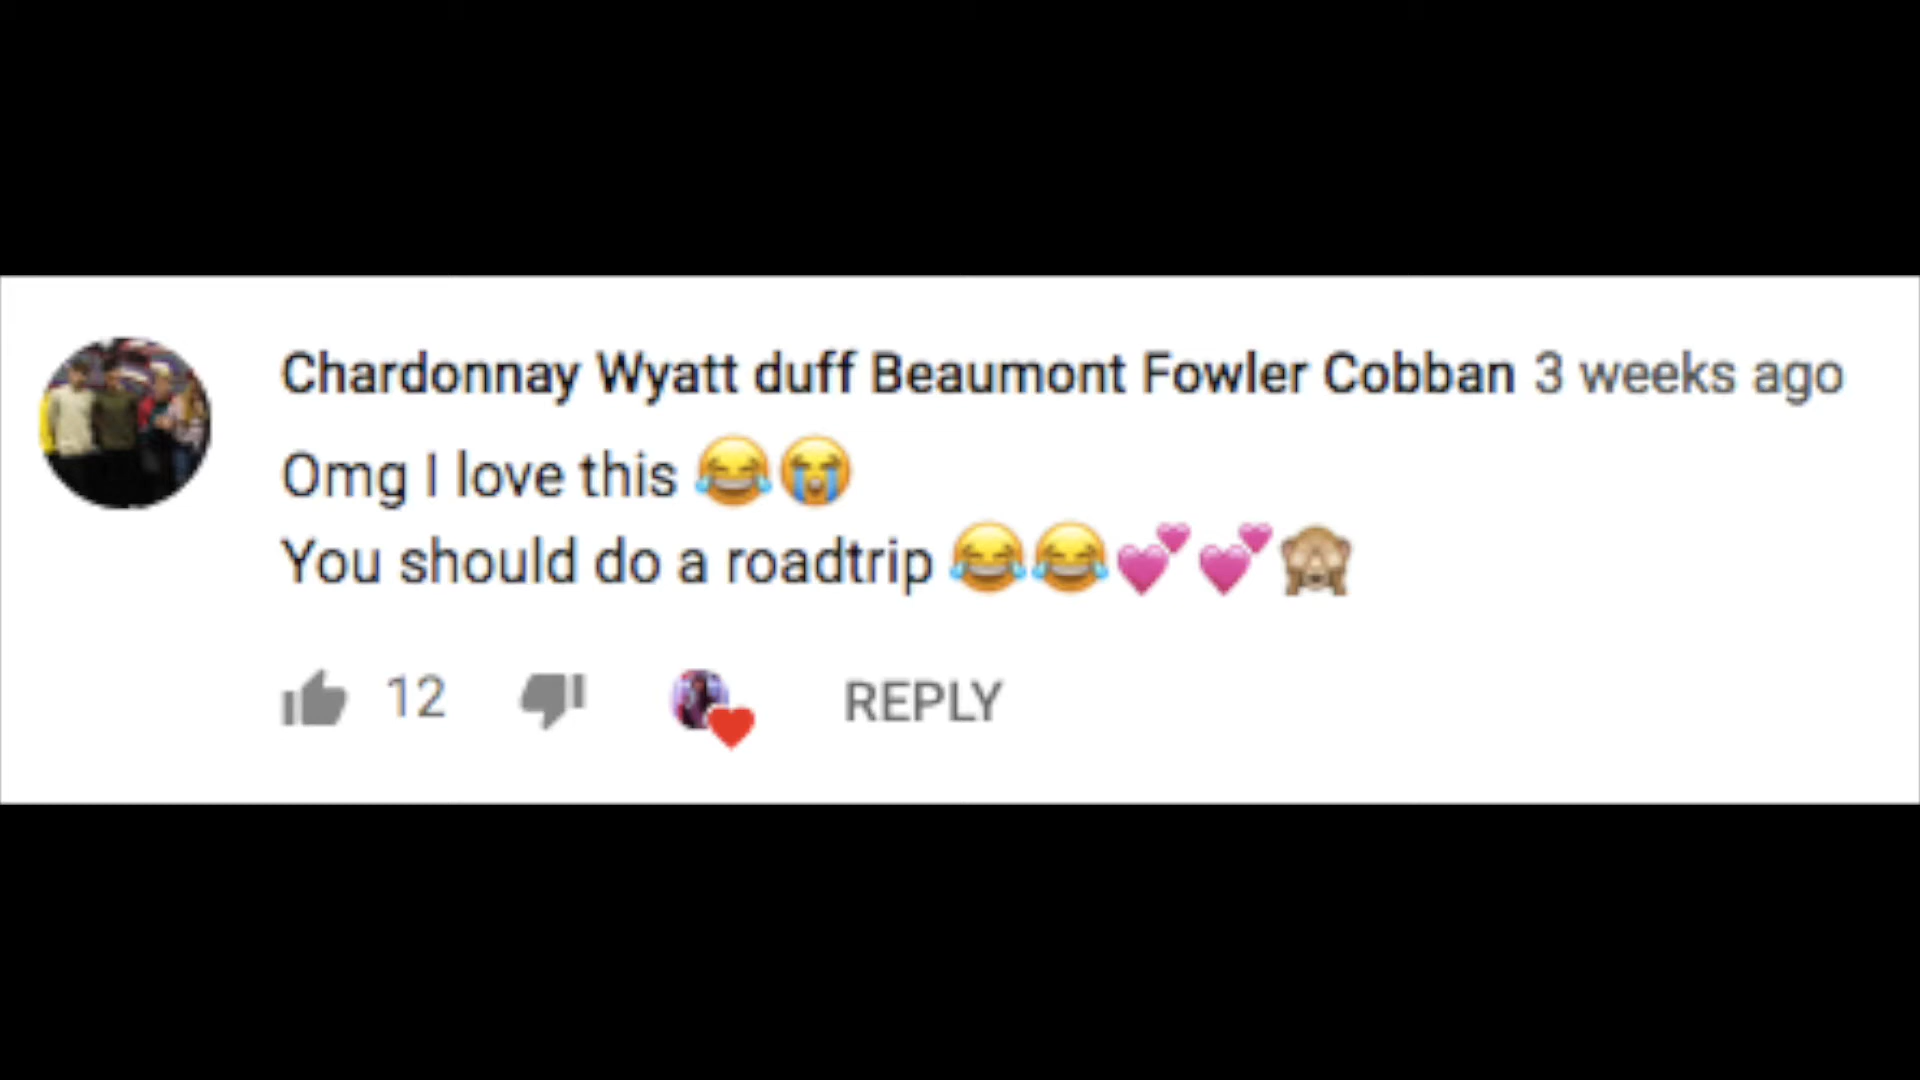 Chardonnay Wyatt duff Beaumont Fowler Cobban 3 weeks ago
Omg I love this 😂😭
You should do a roadtrip 😂😂💕💕🙈
12 REPLY